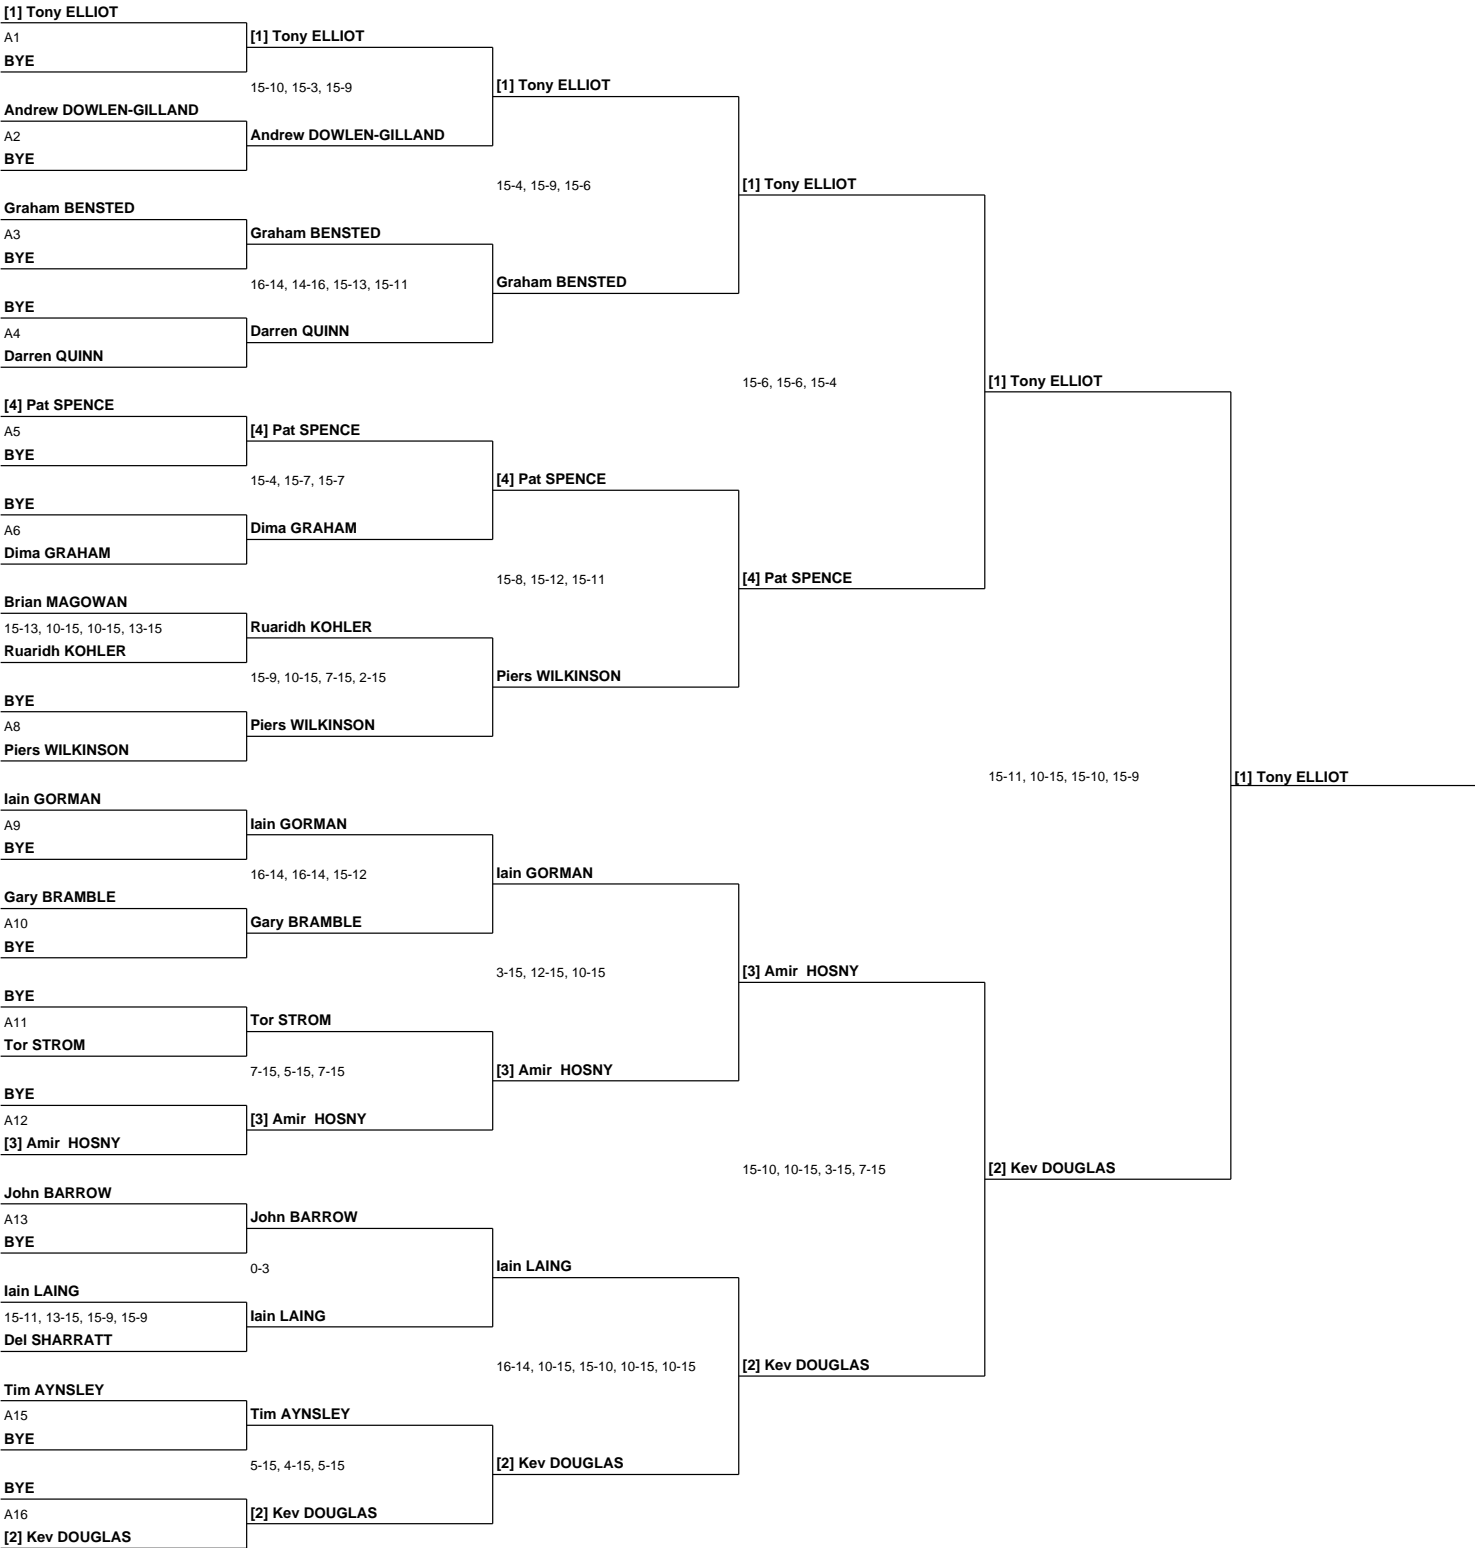 [1] Tony ELLIOT
A1
[1] Tony ELLIOT
BYE
15-10, 15-3, 15-9
[1] Tony ELLIOT
Andrew DOWLEN-GILLAND
A2
Andrew DOWLEN-GILLAND
BYE
15-4, 15-9, 15-6
[1] Tony ELLIOT
Graham BENSTED
A3
Graham BENSTED
BYE
16-14, 14-16, 15-13, 15-11
Graham BENSTED
BYE
A4
Darren QUINN
Darren QUINN
15-6, 15-6, 15-4
[1] Tony ELLIOT
[4] Pat SPENCE
A5
[4] Pat SPENCE
BYE
15-4, 15-7, 15-7
[4] Pat SPENCE
BYE
A6
Dima GRAHAM
Dima GRAHAM
15-8, 15-12, 15-11
[4] Pat SPENCE
Brian MAGOWAN
15-13, 10-15, 10-15, 13-15
Ruaridh KOHLER
Ruaridh KOHLER
15-9, 10-15, 7-15, 2-15
Piers WILKINSON
BYE
A8
Piers WILKINSON
Piers WILKINSON
15-11, 10-15, 15-10, 15-9
[1] Tony ELLIOT
Iain GORMAN
A9
Iain GORMAN
BYE
16-14, 16-14, 15-12
Iain GORMAN
Gary BRAMBLE
A10
Gary BRAMBLE
BYE
3-15, 12-15, 10-15
[3] Amir  HOSNY
BYE
A11
Tor STROM
Tor STROM
7-15, 5-15, 7-15
[3] Amir  HOSNY
BYE
A12
[3] Amir  HOSNY
[3] Amir  HOSNY
15-10, 10-15, 3-15, 7-15
[2] Kev DOUGLAS
John BARROW
A13
John BARROW
BYE
0-3
Iain LAING
Iain LAING
15-11, 13-15, 15-9, 15-9
Iain LAING
Del SHARRATT
16-14, 10-15, 15-10, 10-15, 10-15
[2] Kev DOUGLAS
Tim AYNSLEY
A15
Tim AYNSLEY
BYE
5-15, 4-15, 5-15
[2] Kev DOUGLAS
BYE
A16
[2] Kev DOUGLAS
[2] Kev DOUGLAS